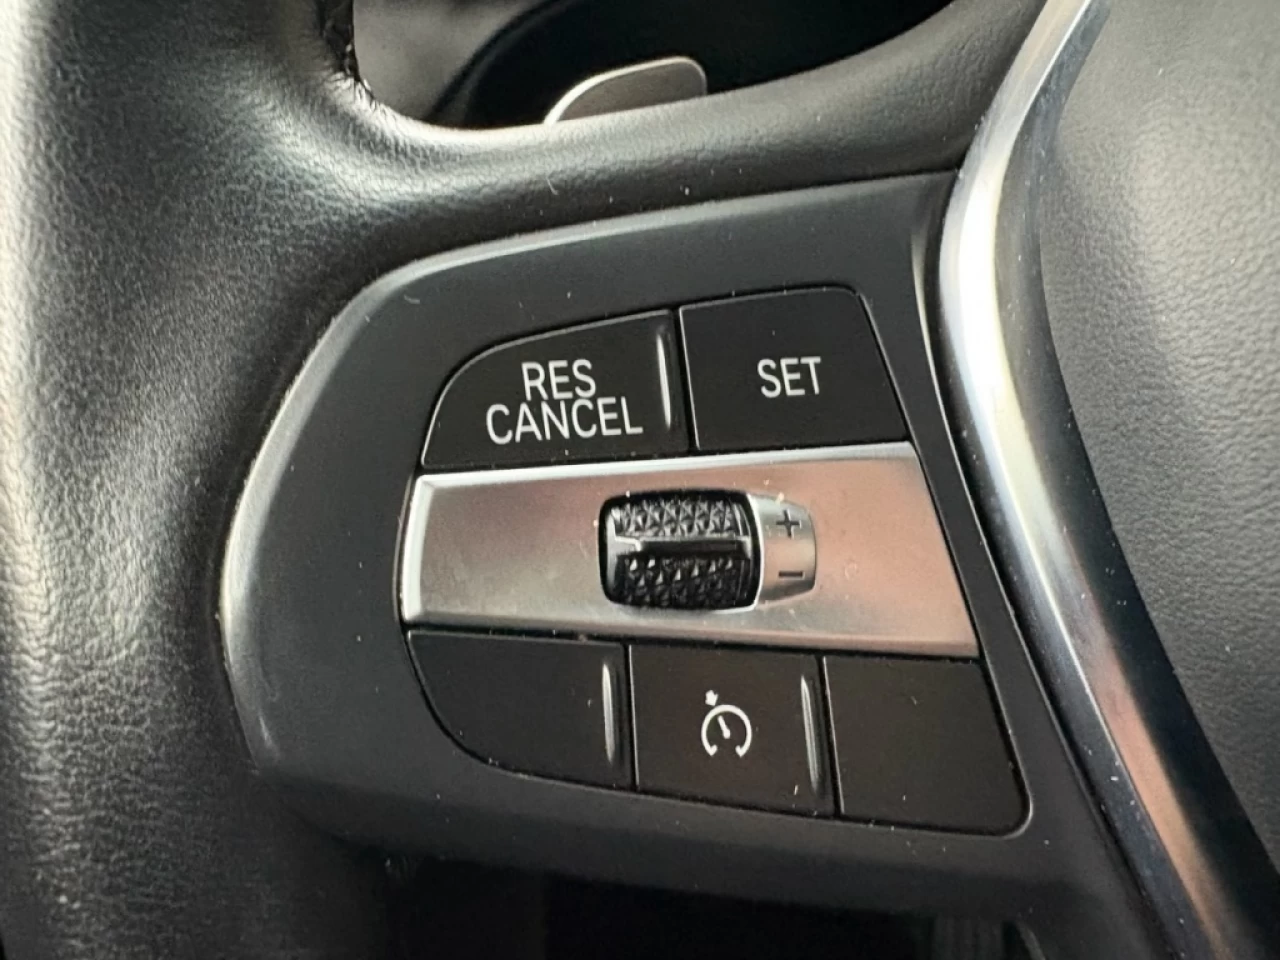 RES
CANCEL
SET
+
–